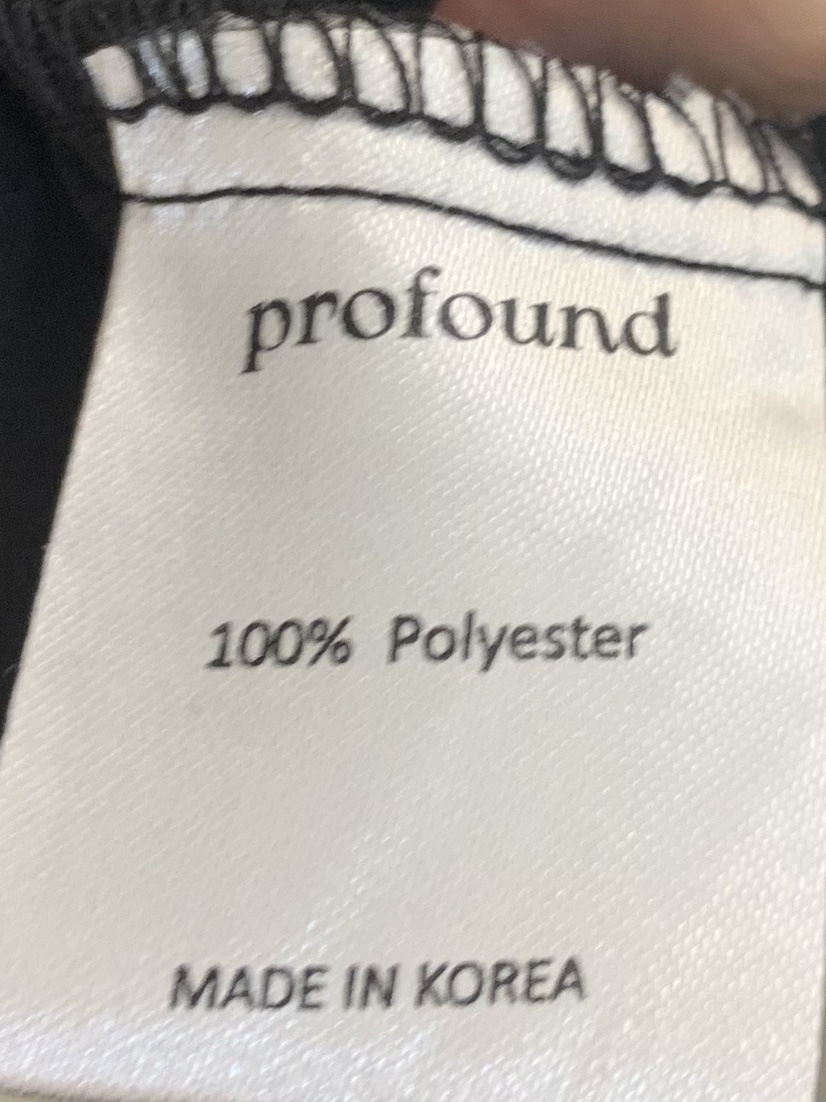 profound
100% Polyester
MADE IN KOREA